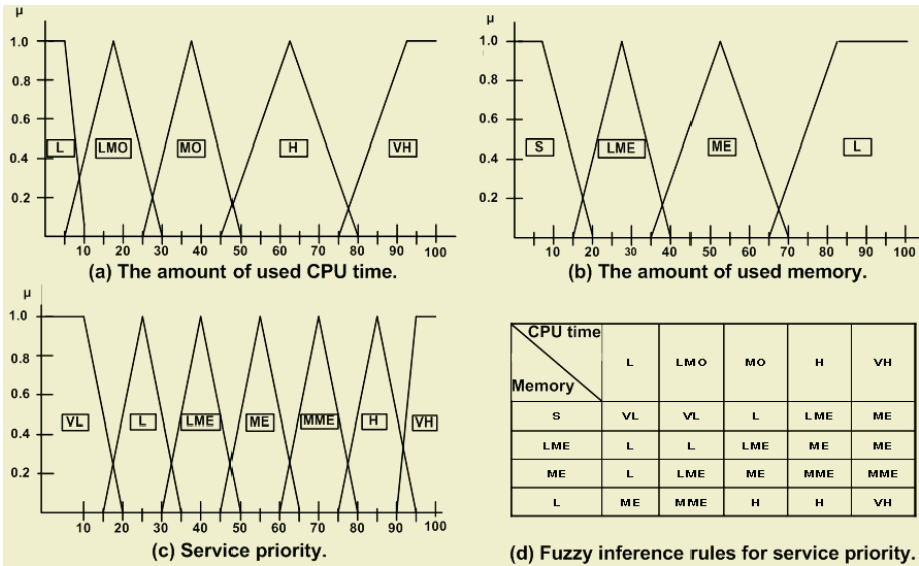 μ
1.0
0.8
0.6
0.4
0.2
L LMO MO H VH
10 20 30 40 50 60 70 80 90 100
(a) The amount of used CPU time.
μ
1.0
0.8
0.6
0.4
0.2
S LME ME L
10 20 30 40 50 60 70 80 90 100
(b) The amount of used memory.
μ
1.0
0.8
0.6
0.4
0.2
VL L LME ME MME H VH
10 20 30 40 50 60 70 80 90 100
(c) Service priority.
CPU time
Memory
L LMO MO H VH
S VL VL L LME ME
LME L L LME ME ME
ME L LME ME MME MME
L ME MME H H VH
(d) Fuzzy inference rules for service priority.